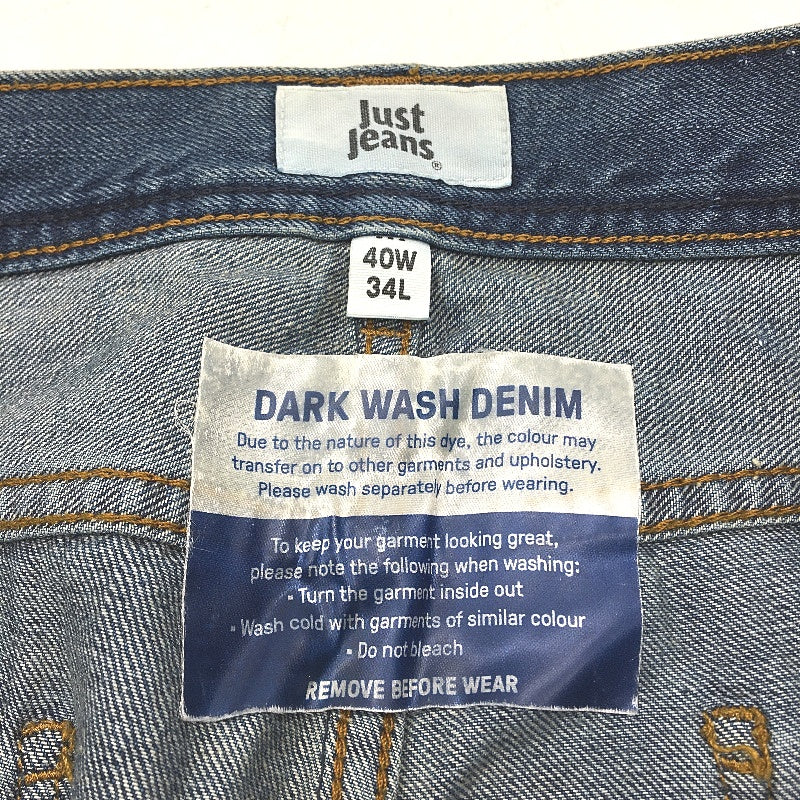 Just
Jeans®
40W
34L
DARK WASH DENIM
Due to the nature of this dye, the colour may
transfer on to other garments and upholstery.
Please wash separately before wearing.
To keep your garment looking great,
please note the following when washing:
• Turn the garment inside out
• Wash cold with garments of similar colour
• Do not bleach
REMOVE BEFORE WEAR